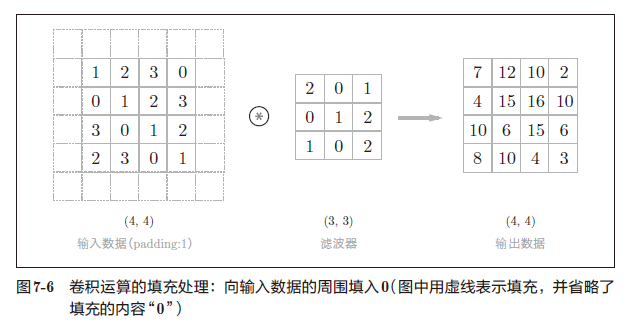 1 2 3 0
0 1 2 3
3 0 1 2
2 3 0 1
⊛
2 0 1
0 1 2
1 0 2
7 12 10 2
4 15 16 10
10 6 15 6
8 10 4 3
(4, 4)
输入数据(padding:1)
(3, 3)
滤波器
(4, 4)
输出数据
图7-6 卷积运算的填充处理：向输入数据的周围填入0(图中用虚线表示填充，并省略了
填充的内容“0”)